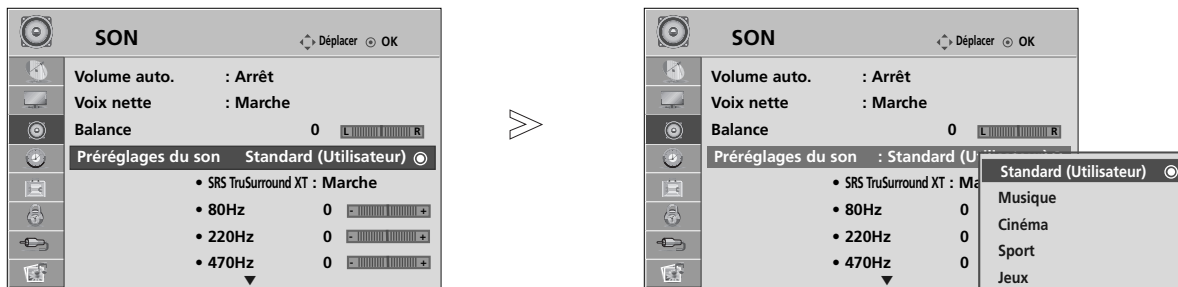 SON Déplacer OK
Volume auto. : Arrêt
Voix nette : Marche
Balance 0 L R
Préréglages du son Standard (Utilisateur)
• SRS TruSurround XT : Marche
• 80Hz 0 - +
• 220Hz 0 - +
• 470Hz 0 - +
SON Déplacer OK
Volume auto. : Arrêt
Voix nette : Marche
Balance 0 L R
Préréglages du son : Standard (U
• SRS TruSurround XT : Ma
• 80Hz 0
• 220Hz 0
• 470Hz 0
Standard (Utilisateur)
Musique
Cinéma
Sport
Jeux